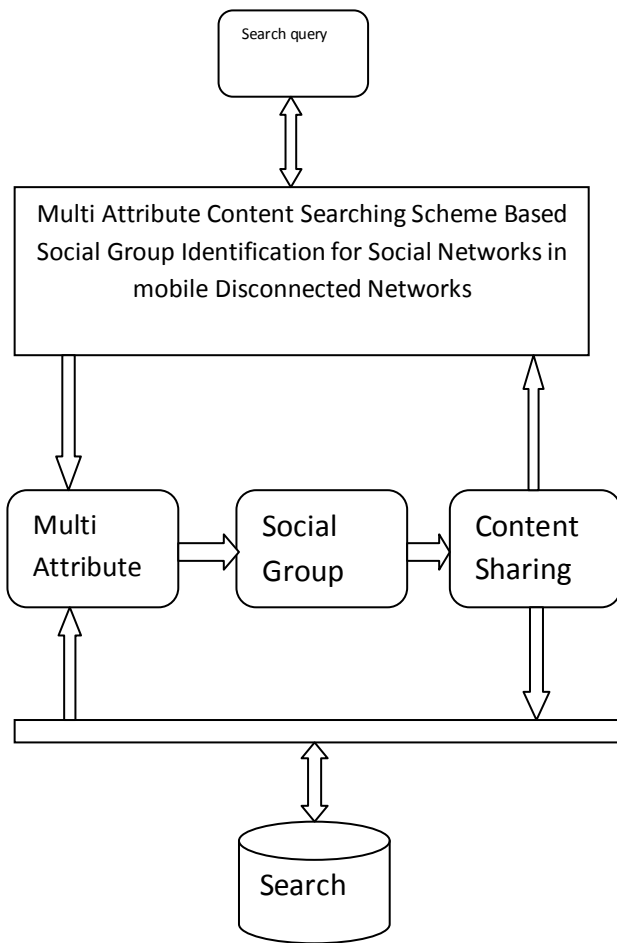 Search query
Multi Attribute Content Searching Scheme Based
Social Group Identification for Social Networks in
mobile Disconnected Networks
Multi
Attribute
Social
Group
Content
Sharing
Search